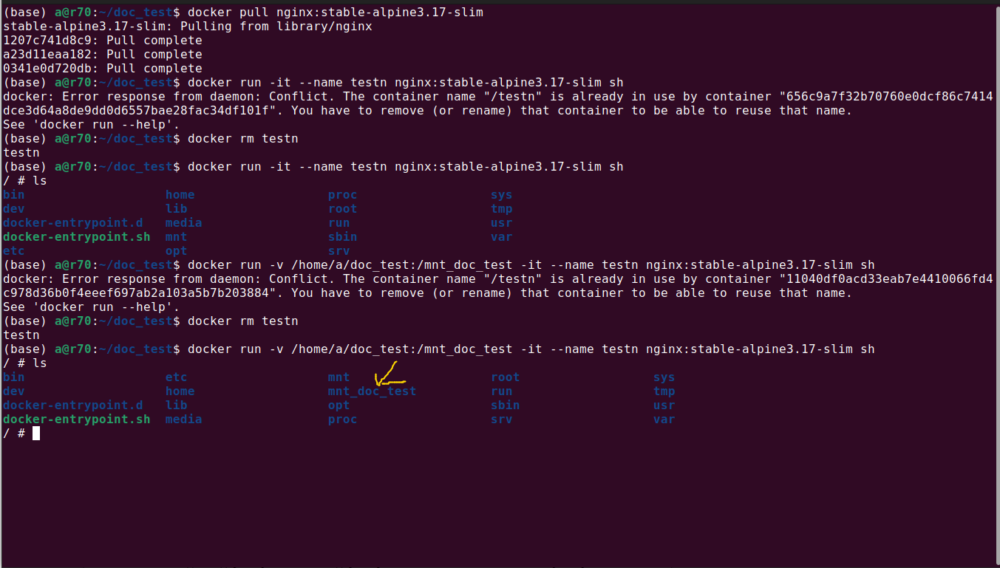 (base) a@r70:~/doc_test$ docker pull nginx:stable-alpine3.17-slim
stable-alpine3.17-slim: Pulling from library/nginx
1207c741d8c9: Pull complete
a23d11eaa182: Pull complete
0341e0d720db: Pull complete
(base) a@r70:~/doc_test$ docker run -it --name testn nginx:stable-alpine3.17-slim sh
docker: Error response from daemon: Conflict. The container name "/testn" is already in use by container "656c9a7f32b70760e0dcf86c7414
dce3d64a8de9dd0d6557bae28fac34df101f". You have to remove (or rename) that container to be able to reuse that name.
See 'docker run --help'.
(base) a@r70:~/doc_test$ docker rm testn
testn
(base) a@r70:~/doc_test$ docker run -it --name testn nginx:stable-alpine3.17-slim sh
/ # ls
bin                   home                  proc                  sys
dev                   lib                   root                  tmp
docker-entrypoint.d   media                 run                   usr
docker-entrypoint.sh  mnt                   sbin                  var
etc                   opt                   srv
(base) a@r70:~/doc_test$ docker run -v /home/a/doc_test:/mnt_doc_test -it --name testn nginx:stable-alpine3.17-slim sh
docker: Error response from daemon: Conflict. The container name "/testn" is already in use by container "11040df0acd33eab7e4410066fd4
c978d36b0f4eeef697ab2a103a5b7b203884". You have to remove (or rename) that container to be able to reuse that name.
See 'docker run --help'.
(base) a@r70:~/doc_test$ docker rm testn
testn
(base) a@r70:~/doc_test$ docker run -v /home/a/doc_test:/mnt_doc_test -it --name testn nginx:stable-alpine3.17-slim sh
/ # ls
bin                   etc                   mnt                   root                  sys
dev                   home                  mnt_doc_test          run                   tmp
docker-entrypoint.d   lib                   opt                   sbin                  usr
docker-entrypoint.sh  media                 proc                  srv                   var
/ #